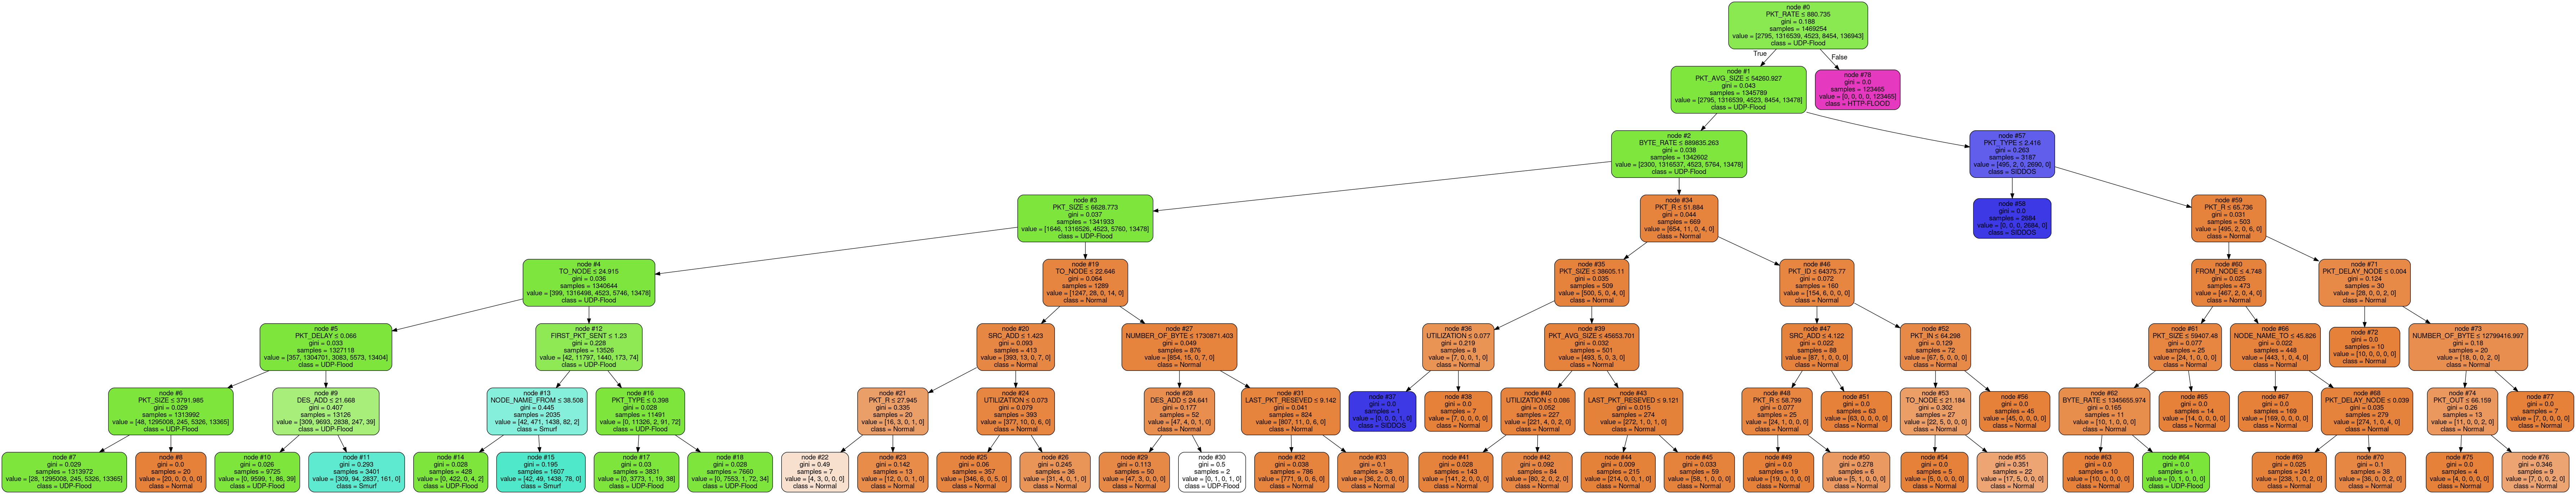 node #0
PKT_RATE ≤ 880.735
gini = 0.188
samples = 1469254
value = [2795, 1316539, 4523, 8454, 136943]
class = UDP-Flood
True
False
node #1
PKT_AVG_SIZE ≤ 54260.927
gini = 0.043
samples = 1345789
value = [2795, 1316539, 4523, 8454, 13478]
class = UDP-Flood
node #78
gini = 0.0
samples = 123465
value = [0, 0, 0, 0, 123465]
class = HTTP-FLOOD
node #2
BYTE_RATE ≤ 889835.263
gini = 0.038
samples = 1342602
value = [2300, 1316537, 4523, 5764, 13478]
class = UDP-Flood
node #57
PKT_TYPE ≤ 2.416
gini = 0.263
samples = 3187
value = [495, 2, 0, 2690, 0]
class = SIDDOS
node #3
PKT_SIZE ≤ 6628.773
gini = 0.037
samples = 1341933
value = [1646, 1316526, 4523, 5760, 13478]
class = UDP-Flood
node #34
PKT_R ≤ 51.884
gini = 0.044
samples = 669
value = [654, 11, 0, 4, 0]
class = Normal
node #58
gini = 0.0
samples = 2684
value = [0, 0, 0, 2684, 0]
class = SIDDOS
node #59
PKT_R ≤ 65.736
gini = 0.031
samples = 503
value = [495, 2, 0, 6, 0]
class = Normal
node #4
TO_NODE ≤ 24.915
gini = 0.036
samples = 1340644
value = [399, 1316498, 4523, 5746, 13478]
class = UDP-Flood
node #19
TO_NODE ≤ 22.646
gini = 0.064
samples = 1289
value = [1247, 28, 0, 14, 0]
class = Normal
node #35
PKT_SIZE ≤ 38605.11
gini = 0.035
samples = 509
value = [500, 5, 0, 4, 0]
class = Normal
node #46
PKT_ID ≤ 64375.77
gini = 0.072
samples = 160
value = [154, 6, 0, 0, 0]
class = Normal
node #60
FROM_NODE ≤ 4.748
gini = 0.025
samples = 473
value = [467, 2, 0, 4, 0]
class = Normal
node #71
PKT_DELAY_NODE ≤ 0.004
gini = 0.124
samples = 30
value = [28, 0, 0, 2, 0]
class = Normal
node #5
PKT_DELAY ≤ 0.066
gini = 0.033
samples = 1327118
value = [357, 1304701, 3083, 5573, 13404]
class = UDP-Flood
node #12
FIRST_PKT_SENT ≤ 1.23
gini = 0.228
samples = 13526
value = [42, 11797, 1440, 173, 74]
class = UDP-Flood
node #20
SRC_ADD ≤ 1.423
gini = 0.093
samples = 413
value = [393, 13, 0, 7, 0]
class = Normal
node #27
NUMBER_OF_BYTE ≤ 1730871.403
gini = 0.049
samples = 876
value = [854, 15, 0, 7, 0]
class = Normal
node #36
UTILIZATION ≤ 0.077
gini = 0.219
samples = 8
value = [7, 0, 0, 1, 0]
class = Normal
node #39
PKT_AVG_SIZE ≤ 45653.701
gini = 0.032
samples = 501
value = [493, 5, 0, 3, 0]
class = Normal
node #47
SRC_ADD ≤ 4.122
gini = 0.022
samples = 88
value = [87, 1, 0, 0, 0]
class = Normal
node #52
PKT_IN ≤ 64.298
gini = 0.129
samples = 72
value = [67, 5, 0, 0, 0]
class = Normal
node #61
PKT_SIZE ≤ 59407.48
gini = 0.077
samples = 25
value = [24, 1, 0, 0, 0]
class = Normal
node #66
NODE_NAME_TO ≤ 45.826
gini = 0.022
samples = 448
value = [443, 1, 0, 4, 0]
class = Normal
node #72
gini = 0.0
samples = 10
value = [10, 0, 0, 0, 0]
class = Normal
node #73
NUMBER_OF_BYTE ≤ 12799416.997
gini = 0.18
samples = 20
value = [18, 0, 0, 2, 0]
class = Normal
node #6
PKT_SIZE ≤ 3791.985
gini = 0.029
samples = 1313992
value = [48, 1295008, 245, 5326, 13365]
class = UDP-Flood
node #9
DES_ADD ≤ 21.668
gini = 0.407
samples = 13126
value = [309, 9693, 2838, 247, 39]
class = UDP-Flood
node #13
NODE_NAME_FROM ≤ 38.508
gini = 0.445
samples = 2035
value = [42, 471, 1438, 82, 2]
class = Smurf
node #16
PKT_TYPE ≤ 0.398
gini = 0.028
samples = 11491
value = [0, 11326, 2, 91, 72]
class = UDP-Flood
node #21
PKT_R ≤ 27.945
gini = 0.335
samples = 20
value = [16, 3, 0, 1, 0]
class = Normal
node #24
UTILIZATION ≤ 0.073
gini = 0.079
samples = 393
value = [377, 10, 0, 6, 0]
class = Normal
node #28
DES_ADD ≤ 24.641
gini = 0.177
samples = 52
value = [47, 4, 0, 1, 0]
class = Normal
node #31
LAST_PKT_RESEVED ≤ 9.142
gini = 0.041
samples = 824
value = [807, 11, 0, 6, 0]
class = Normal
node #37
gini = 0.0
samples = 1
value = [0, 0, 0, 1, 0]
class = SIDDOS
node #38
gini = 0.0
samples = 7
value = [7, 0, 0, 0, 0]
class = Normal
node #40
UTILIZATION ≤ 0.086
gini = 0.052
samples = 227
value = [221, 4, 0, 2, 0]
class = Normal
node #43
LAST_PKT_RESEVED ≤ 9.121
gini = 0.015
samples = 274
value = [272, 1, 0, 1, 0]
class = Normal
node #48
PKT_R ≤ 58.799
gini = 0.077
samples = 25
value = [24, 1, 0, 0, 0]
class = Normal
node #51
gini = 0.0
samples = 63
value = [63, 0, 0, 0, 0]
class = Normal
node #53
TO_NODE ≤ 21.184
gini = 0.302
samples = 27
value = [22, 5, 0, 0, 0]
class = Normal
node #56
gini = 0.0
samples = 45
value = [45, 0, 0, 0, 0]
class = Normal
node #62
BYTE_RATE ≤ 1345655.974
gini = 0.165
samples = 11
value = [10, 1, 0, 0, 0]
class = Normal
node #65
gini = 0.0
samples = 14
value = [14, 0, 0, 0, 0]
class = Normal
node #67
gini = 0.0
samples = 169
value = [169, 0, 0, 0, 0]
class = Normal
node #68
PKT_DELAY_NODE ≤ 0.039
gini = 0.035
samples = 279
value = [274, 1, 0, 4, 0]
class = Normal
node #74
PKT_OUT ≤ 66.159
gini = 0.26
samples = 13
value = [11, 0, 0, 2, 0]
class = Normal
node #77
gini = 0.0
samples = 7
value = [7, 0, 0, 0, 0]
class = Normal
node #7
gini = 0.029
samples = 1313972
value = [28, 1295008, 245, 5326, 13365]
class = UDP-Flood
node #8
gini = 0.0
samples = 20
value = [20, 0, 0, 0, 0]
class = Normal
node #10
gini = 0.026
samples = 9725
value = [0, 9599, 1, 86, 39]
class = UDP-Flood
node #11
gini = 0.293
samples = 3401
value = [309, 94, 2837, 161, 0]
class = Smurf
node #14
gini = 0.028
samples = 428
value = [0, 422, 0, 4, 2]
class = UDP-Flood
node #15
gini = 0.195
samples = 1607
value = [42, 49, 1438, 78, 0]
class = Smurf
node #17
gini = 0.03
samples = 3831
value = [0, 3773, 1, 19, 38]
class = UDP-Flood
node #18
gini = 0.028
samples = 7660
value = [0, 7553, 1, 72, 34]
class = UDP-Flood
node #22
gini = 0.49
samples = 7
value = [4, 3, 0, 0, 0]
class = Normal
node #23
gini = 0.142
samples = 13
value = [12, 0, 0, 1, 0]
class = Normal
node #25
gini = 0.06
samples = 357
value = [346, 6, 0, 5, 0]
class = Normal
node #26
gini = 0.245
samples = 36
value = [31, 4, 0, 1, 0]
class = Normal
node #29
gini = 0.113
samples = 50
value = [47, 3, 0, 0, 0]
class = Normal
node #30
gini = 0.5
samples = 2
value = [0, 1, 0, 1, 0]
class = UDP-Flood
node #32
gini = 0.038
samples = 786
value = [771, 9, 0, 6, 0]
class = Normal
node #33
gini = 0.1
samples = 38
value = [36, 2, 0, 0, 0]
class = Normal
node #41
gini = 0.028
samples = 143
value = [141, 2, 0, 0, 0]
class = Normal
node #42
gini = 0.092
samples = 84
value = [80, 2, 0, 2, 0]
class = Normal
node #44
gini = 0.009
samples = 215
value = [214, 0, 0, 1, 0]
class = Normal
node #45
gini = 0.033
samples = 59
value = [58, 1, 0, 0, 0]
class = Normal
node #49
gini = 0.0
samples = 19
value = [19, 0, 0, 0, 0]
class = Normal
node #50
gini = 0.278
samples = 6
value = [5, 1, 0, 0, 0]
class = Normal
node #54
gini = 0.0
samples = 5
value = [5, 0, 0, 0, 0]
class = Normal
node #55
gini = 0.351
samples = 22
value = [17, 5, 0, 0, 0]
class = Normal
node #63
gini = 0.0
samples = 10
value = [10, 0, 0, 0, 0]
class = Normal
node #64
gini = 0.0
samples = 1
value = [0, 1, 0, 0, 0]
class = UDP-Flood
node #69
gini = 0.025
samples = 241
value = [238, 1, 0, 2, 0]
class = Normal
node #70
gini = 0.1
samples = 38
value = [36, 0, 0, 2, 0]
class = Normal
node #75
gini = 0.0
samples = 4
value = [4, 0, 0, 0, 0]
class = Normal
node #76
gini = 0.346
samples = 9
value = [7, 0, 0, 2, 0]
class = Normal